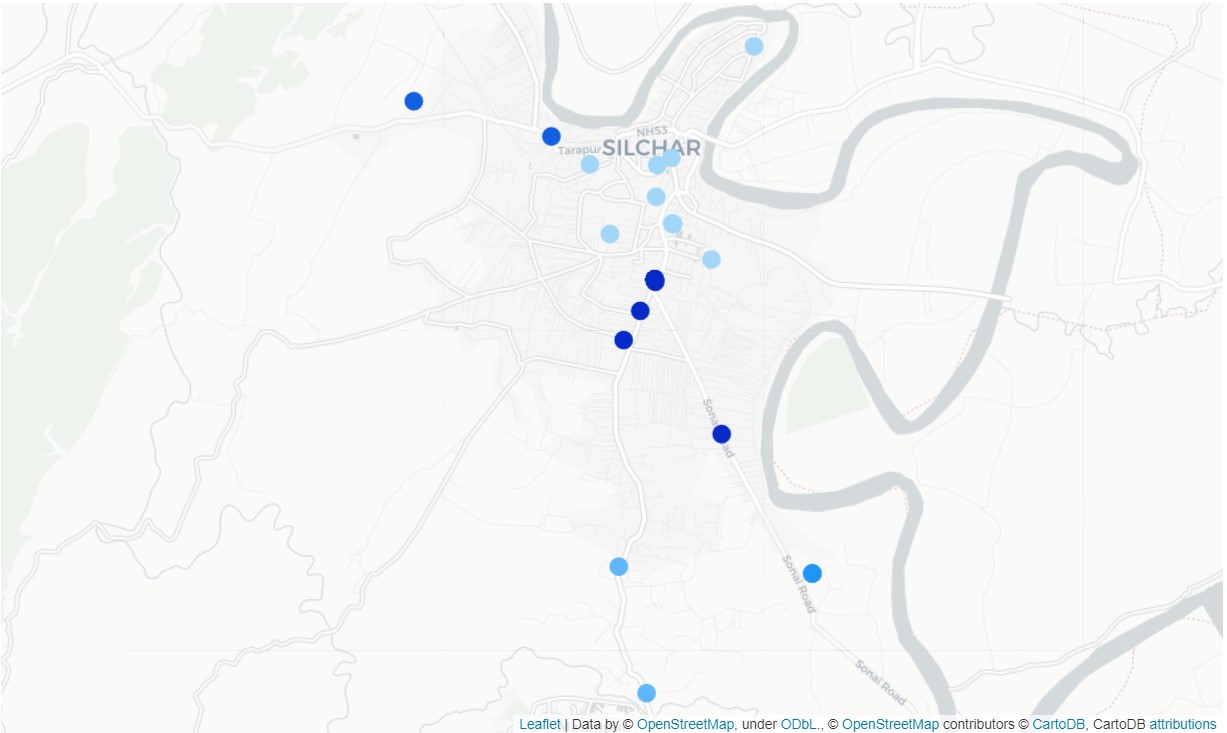 NH53
Tarapur
SILCHAR
Sonai Road
Sonai Road
Sonai Road
Leaflet | Data by © OpenStreetMap, under ODbL., © OpenStreetMap contributors © CartoDB, CartoDB attributions